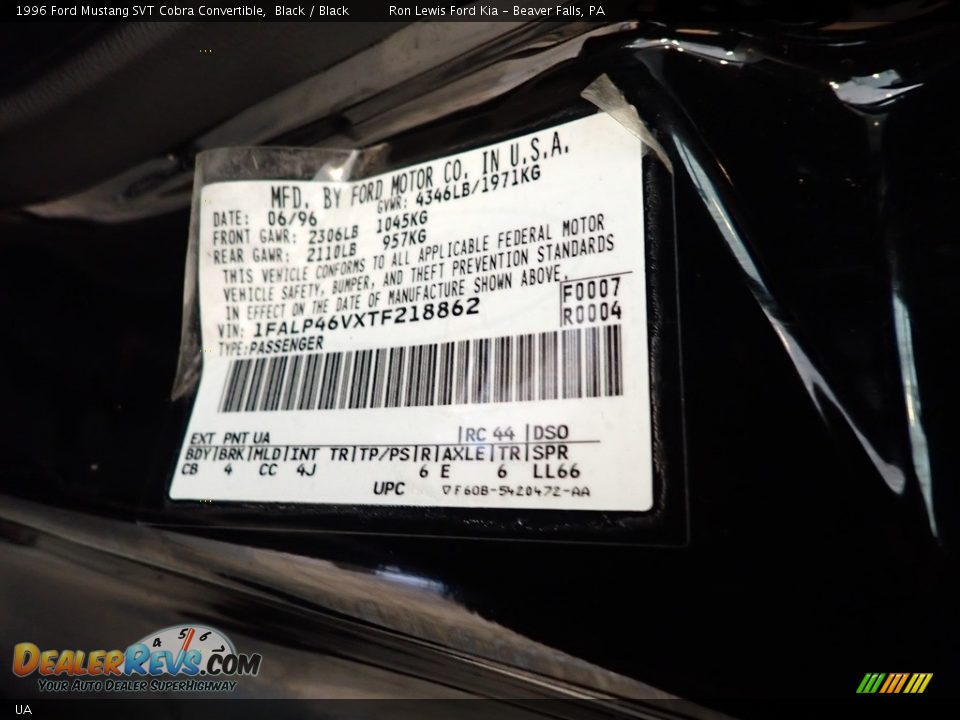 1996 Ford Mustang SVT Cobra Convertible, Black / Black Ron Lewis Ford Kia - Beaver Falls, PA
MFD. BY FORD MOTOR CO. IN U.S.A.
DATE: 06/96 GVWR: 4346LB/1971KG
FRONT GAWR: 2306LB 1045KG
REAR GAWR: 2110LB 957KG
THIS VEHICLE CONFORMS TO ALL APPLICABLE FEDERAL MOTOR
VEHICLE SAFETY, BUMPER, AND THEFT PREVENTION STANDARDS
IN EFFECT ON THE DATE OF MANUFACTURE SHOWN ABOVE.
VIN: 1FALP46VXTF218862 F0007
TYPE:PASSENGER R0004
EXT PNT UA |RC 44 |DSO
BDY|BRK|MLD|INT TR|TP/PS|R|AXLE|TR|SPR
CB 4 CC 4J 6 E 6 LL66
UPC ▽F60B-5420472-AA
4 5 6
DEALERREVS.COM
YOUR AUTO DEALER SUPERHIGHWAY
UA